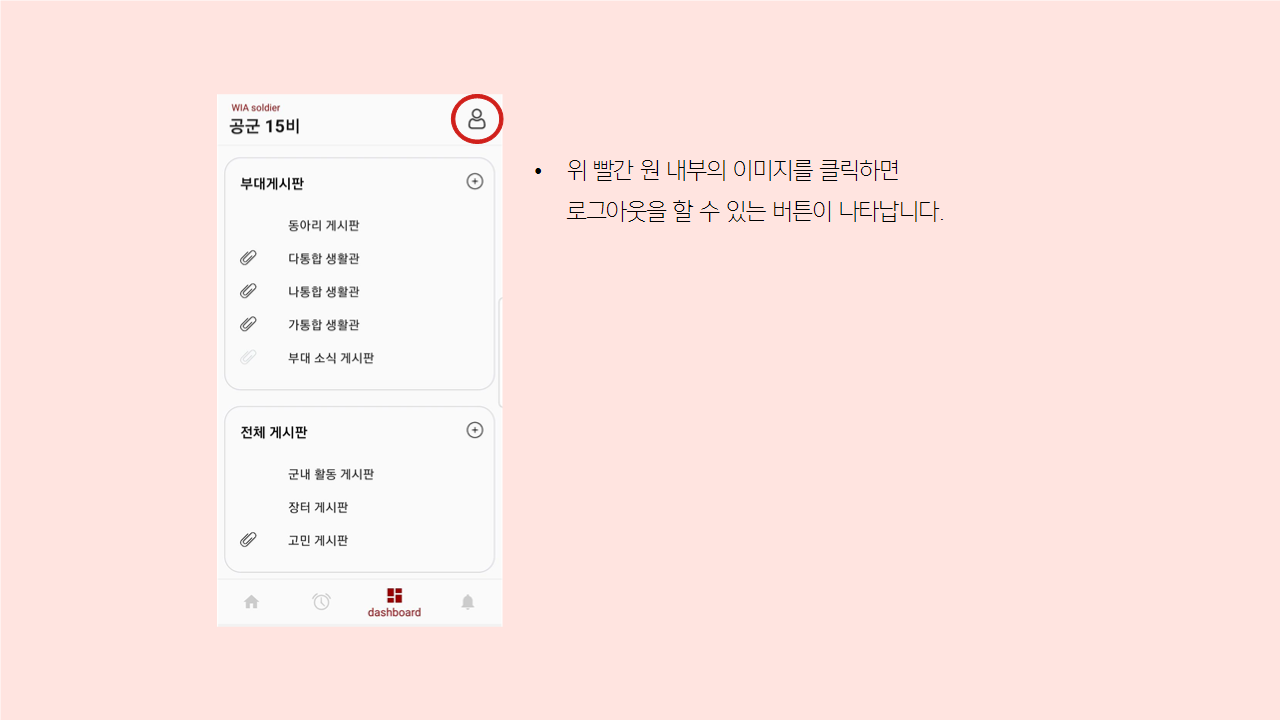 WIA soldier
공군 15비
부대게시판
동아리 게시판
다통합 생활관
나통합 생활관
가통합 생활관
부대 소식 게시판
전체 게시판
군내 활동 게시판
장터 게시판
고민 게시판
dashboard
• 위 빨간 원 내부의 이미지를 클릭하면
로그아웃을 할 수 있는 버튼이 나타납니다.